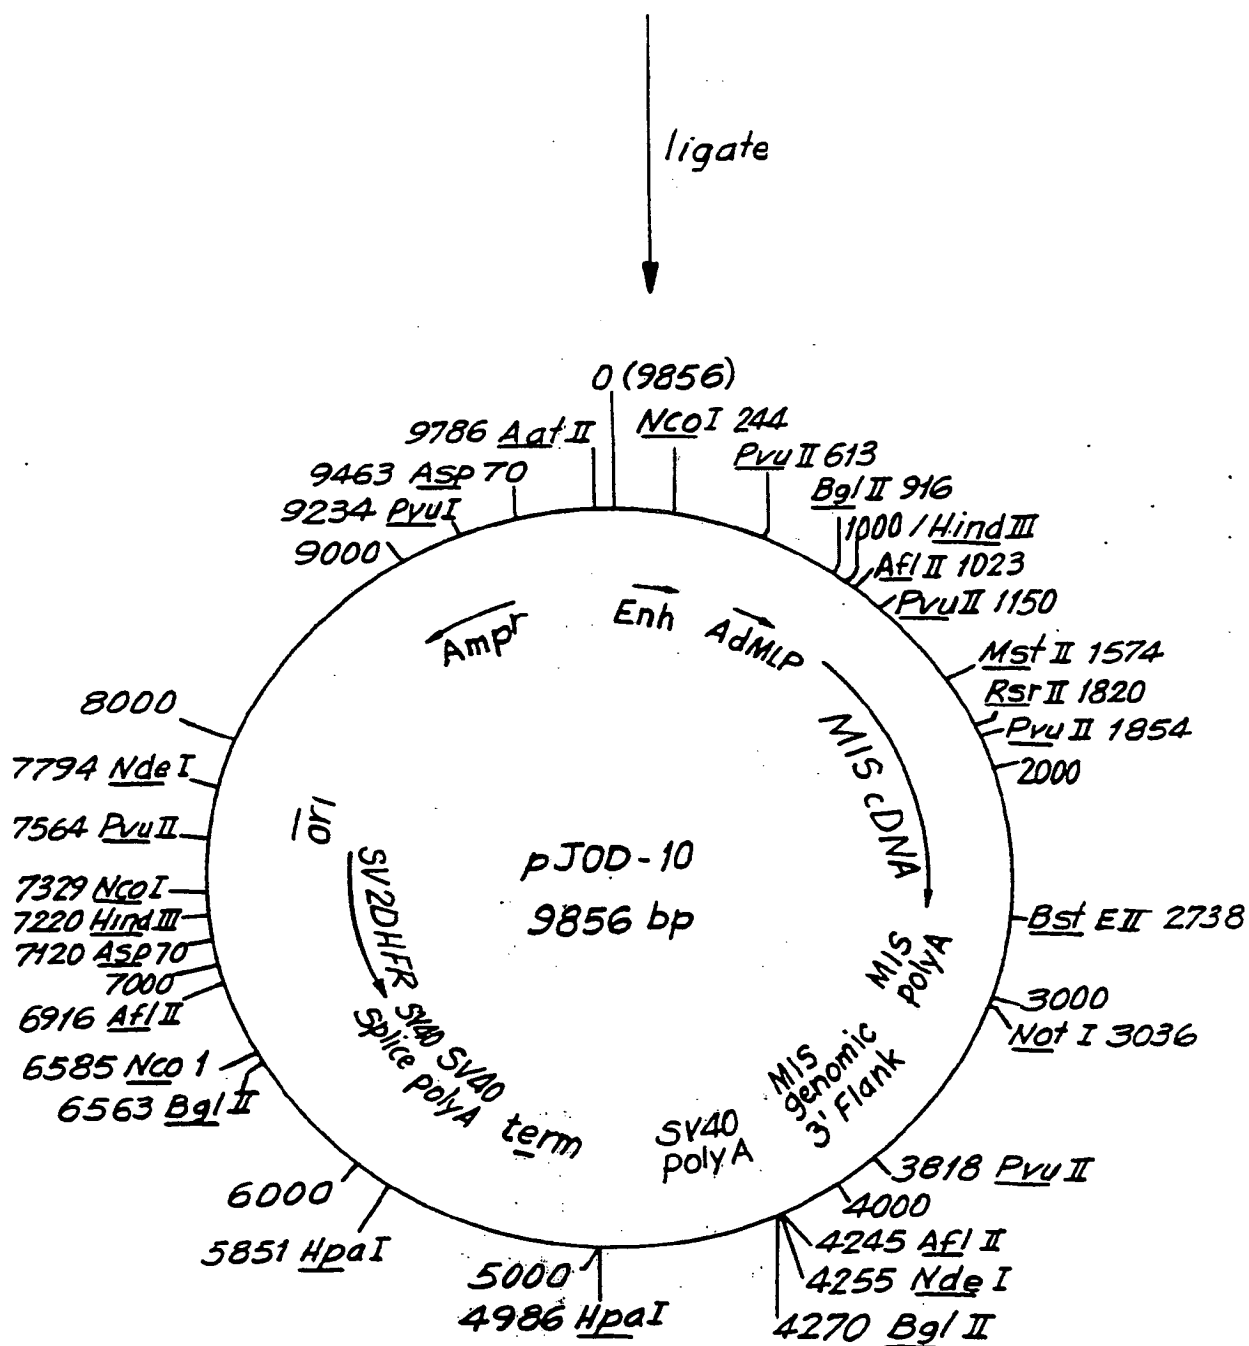 ligate
0 (9856)
NcoI 244
PvuII 613
BglII 916
1000 / HindIII
AflII 1023
PvuII 1150
MstII 1574
RsrII 1820
PvuII 1854
2000
BstEII 2738
3000
NotI 3036
3818 PvuII
4000
4245 AflII
4255 NdeI
4270 BglII
5000
4986 HpaI
5851 HpaI
6000
6563 BglII
6585 Nco1
6916 AflII
7000
7120 Asp70
7220 HindIII
7329 NcoI
7564 PvuII
7794 NdeI
8000
9000
9234 PvuI
9463 Asp70
9786 AatII
Ampr
Enh
AdMLP
MIS cDNA
MIS
polyA
MIS
genomic
3' Flank
SV40
polyA
term
SV40
polyA
SV40
Splice
SV2DHFR
ori
pJOD-10
9856 bp